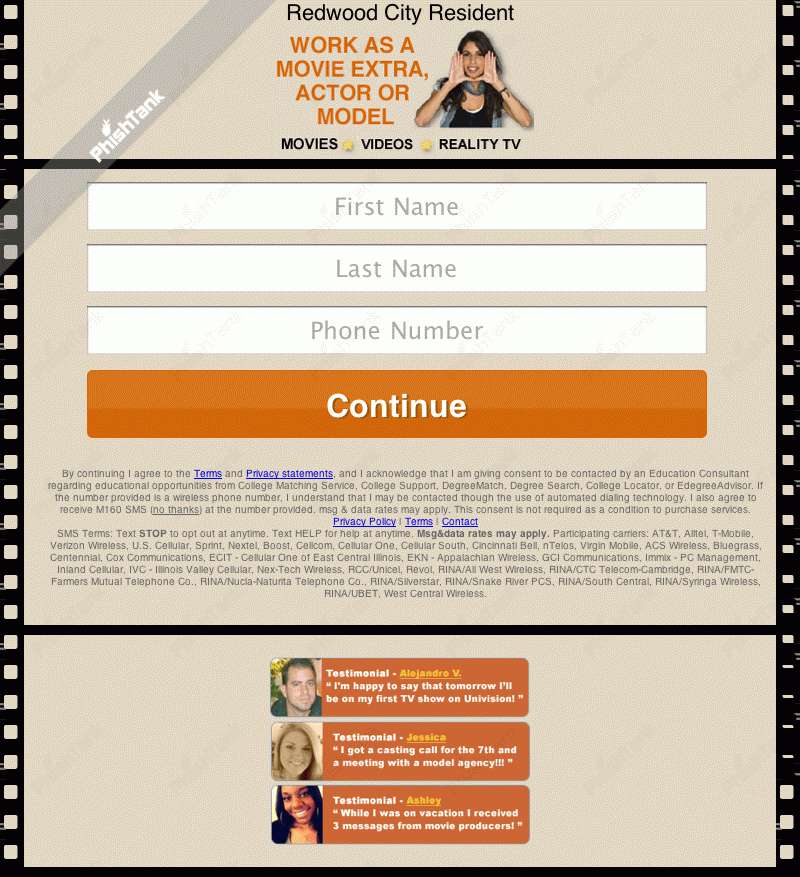 Redwood City Resident
WORK AS A
MOVIE EXTRA,
ACTOR OR
MODEL
MOVIES VIDEOS REALITY TV
PhishTank
First Name
Last Name
Phone Number
Continue
By continuing I agree to the Terms and Privacy statements, and I acknowledge that I am giving consent to be contacted by an Education Consultant
regarding educational opportunities from College Matching Service, College Support, DegreeMatch, Degree Search, College Locator, or EdegreeAdvisor. If
the number provided is a wireless phone number, I understand that I may be contacted though the use of automated dialing technology. I also agree to
receive M160 SMS (no thanks) at the number provided. msg & data rates may apply. This consent is not required as a condition to purchase services.
Privacy Policy | Terms | Contact
SMS Terms: Text STOP to opt out at anytime. Text HELP for help at anytime. Msg&data rates may apply. Participating carriers: AT&T, Alltel, T-Mobile,
Verizon Wireless, U.S. Cellular, Sprint, Nextel, Boost, Cellcom, Cellular One, Cellular South, Cincinnati Bell, nTelos, Virgin Mobile, ACS Wireless, Bluegrass,
Centennial, Cox Communications, ECIT - Cellular One of East Central Illinois, EKN - Appalachian Wireless, GCI Communications, Immix - PC Management,
Inland Cellular, IVC - Illinois Valley Cellular, Nex-Tech Wireless, RCC/Unicel, Revol, RINA/All West Wireless, RINA/CTC Telecom-Cambridge, RINA/FMTC-
Farmers Mutual Telephone Co., RINA/Nucla-Naturita Telephone Co., RINA/Silverstar, RINA/Snake River PCS, RINA/South Central, RINA/Syringa Wireless,
RINA/UBET, West Central Wireless.
Testimonial - Alejandro V.
“ I'm happy to say that tomorrow I'll
be on my first TV show on Univision! ”
Testimonial - Jessica
“ I got a casting call for the 7th and
a meeting with a model agency!!! ”
Testimonial - Ashley
“ While I was on vacation I received
3 messages from movie producers! ”